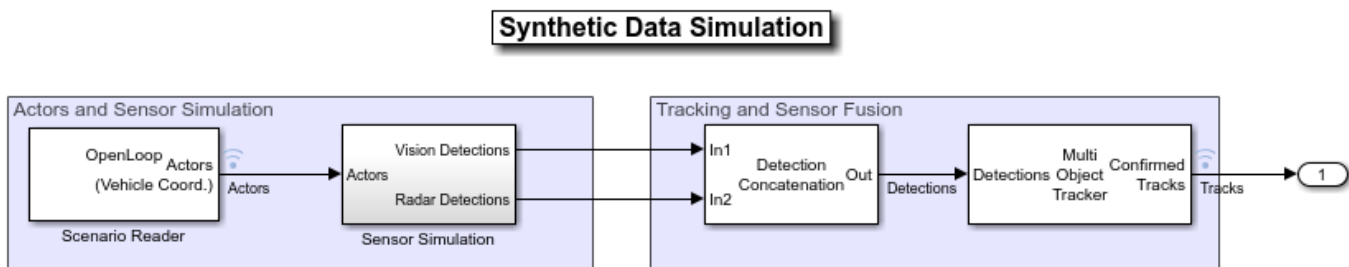 Synthetic Data Simulation
Actors and Sensor Simulation
OpenLoop
Actors
(Vehicle Coord.)
Actors
Scenario Reader
Actors
Vision Detections
Radar Detections
Sensor Simulation
Tracking and Sensor Fusion
In1
In2
Detection
Concatenation
Out
Detections
Detections
Multi
Object
Tracker
Confirmed
Tracks
Tracks
1